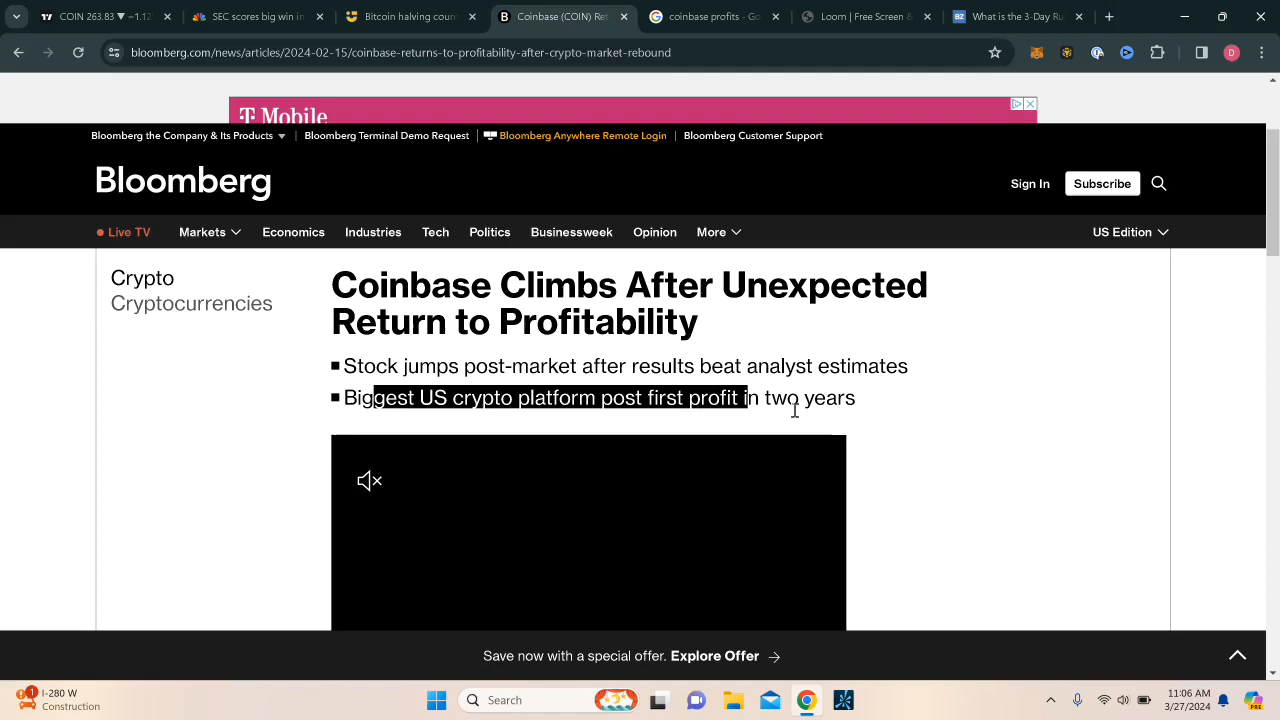 COIN 263.83 ▼ −1.12
SEC scores big win in
Bitcoin halving count
Coinbase (COIN) Ret
coinbase profits - Go
Loom | Free Screen &
What is the 3-Day Ru
bloomberg.com/news/articles/2024-02-15/coinbase-returns-to-profitability-after-crypto-market-rebound
T Mobile
Bloomberg the Company & Its Products
Bloomberg Terminal Demo Request
Bloomberg Anywhere Remote Login
Bloomberg Customer Support
Bloomberg
Sign In
Subscribe
Live TV
Markets
Economics
Industries
Tech
Politics
Businessweek
Opinion
More
US Edition
Crypto
Cryptocurrencies
Coinbase Climbs After Unexpected
Return to Profitability
Stock jumps post-market after results beat analyst estimates
Biggest US crypto platform post first profit in two years
Save now with a special offer. Explore Offer
I-280 W
Construction
Search
11:06 AM
3/27/2024